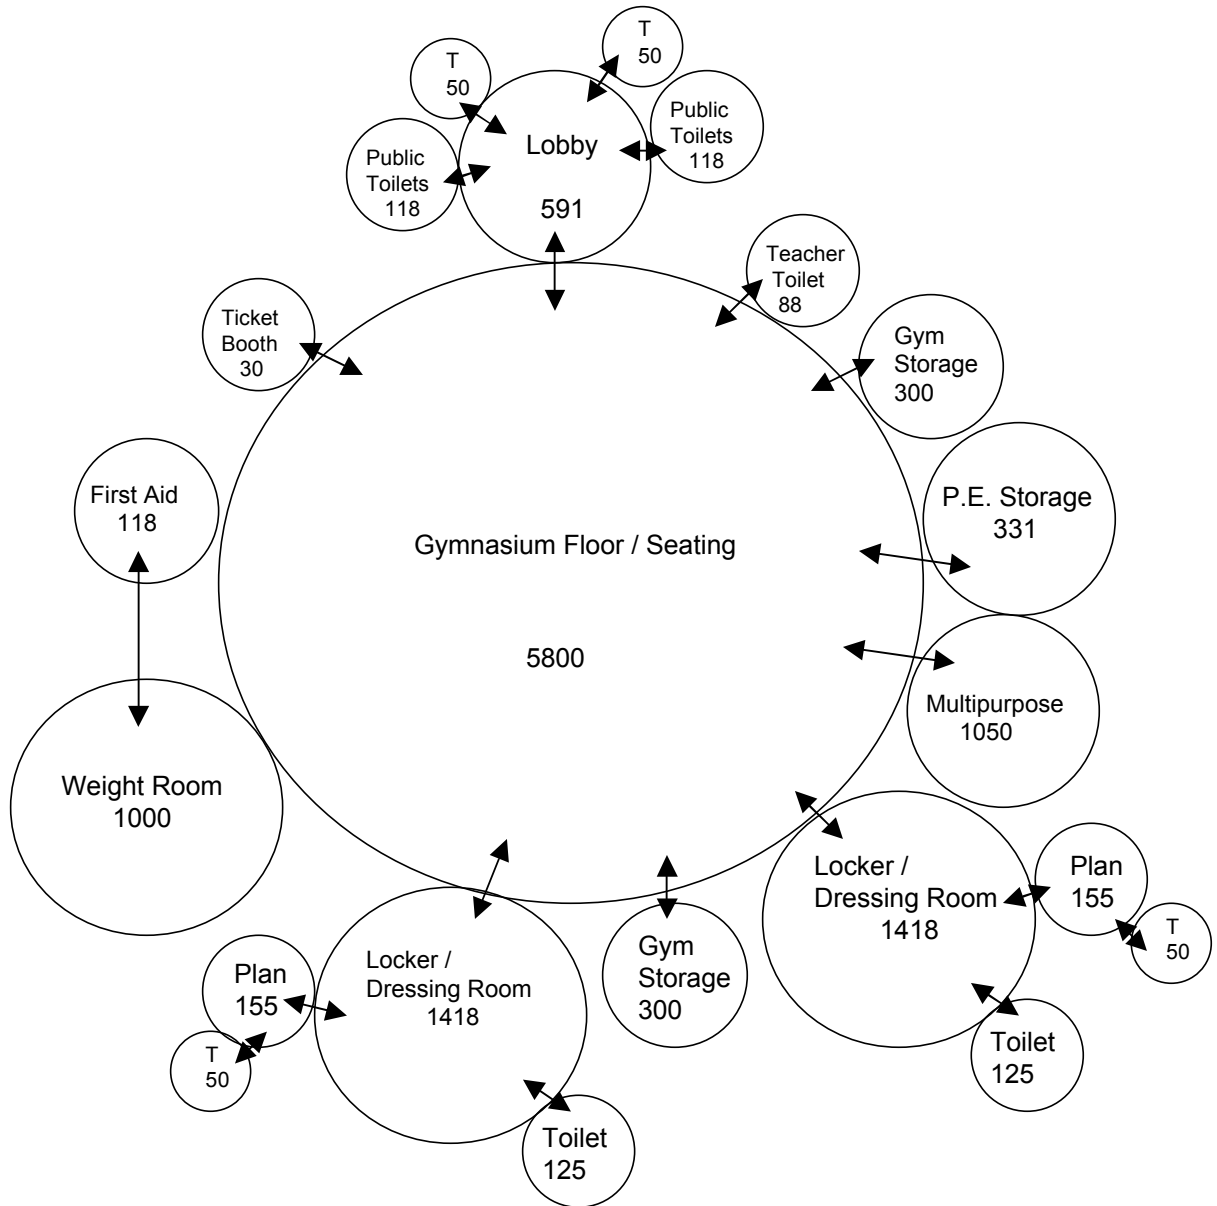 T
50
T
50
Public
Toilets
118
Lobby
591
Public
Toilets
118
Teacher
Toilet
88
Ticket
Booth
30
Gym
Storage
300
First Aid
118
P.E. Storage
331
Gymnasium Floor / Seating
5800
Multipurpose
1050
Weight Room
1000
Locker /
Dressing Room
1418
Plan
155
T
50
Toilet
125
Gym
Storage
300
Locker /
Dressing Room
1418
Plan
155
T
50
Toilet
125